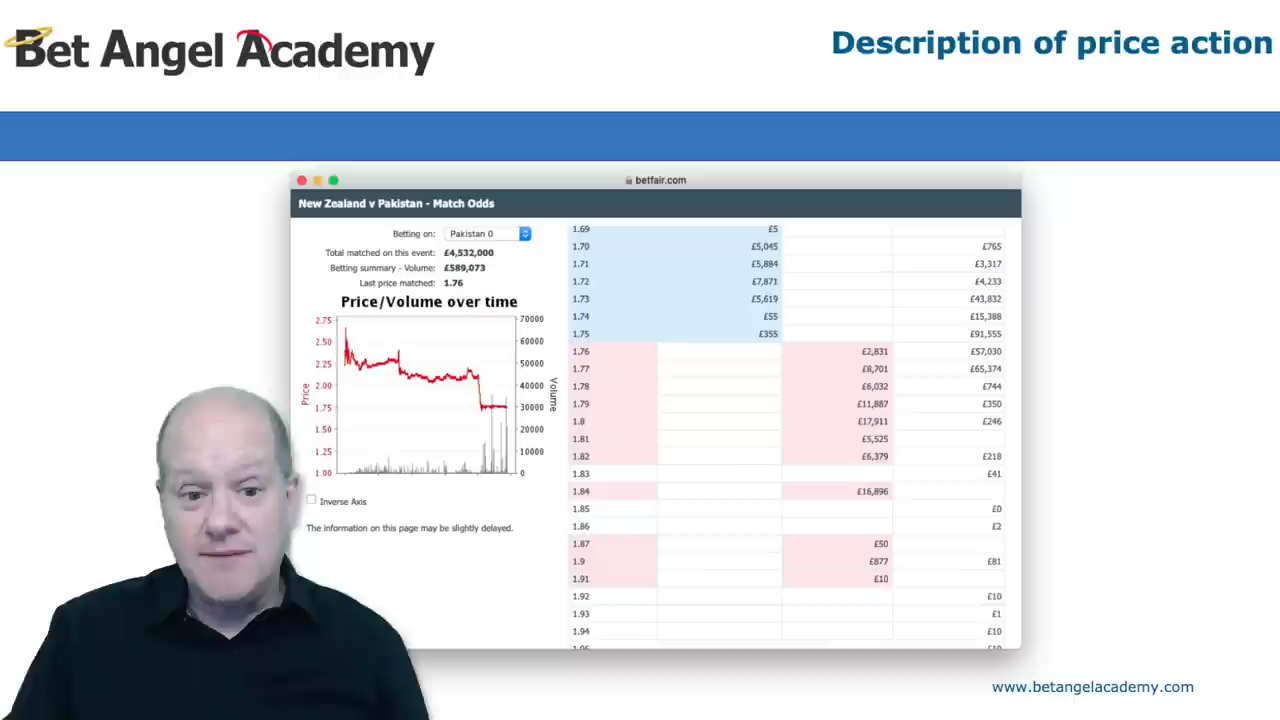 Bet Angel Academy
Description of price action
betfair.com
New Zealand v Pakistan - Match Odds
Betting on: Pakistan 0
Total matched on this event: £4,532,000
Betting summary - Volume: £589,073
Last price matched: 1.76
Price/Volume over time
2.75
2.50
2.25
2.00
1.75
1.50
1.25
1.00
Price
70000
60000
50000
40000
30000
20000
10000
0
Volume
Inverse Axis
The information on this page may be slightly delayed.
1.69 £5
1.70 £5,045 £765
1.71 £5,884 £3,317
1.72 £7,871 £4,233
1.73 £5,619 £43,832
1.74 £55 £15,388
1.75 £355 £91,555
1.76 £2,831 £57,030
1.77 £8,701 £65,374
1.78 £6,032 £744
1.79 £11,887 £350
1.8 £17,911 £246
1.81 £5,525
1.82 £6,379 £218
1.83 £41
1.84 £16,896
1.85 £0
1.86 £2
1.87 £50
1.9 £877 £81
1.91 £10
1.92 £10
1.93 £1
1.94 £10
www.betangelacademy.com